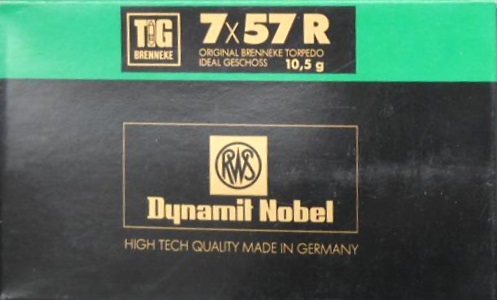 TIG
BRENNEKE
7x57 R
ORIGINAL BRENNEKE TORPEDO
IDEAL GESCHOSS 10,5 g
RWS
Dynamit Nobel
HIGH TECH QUALITY MADE IN GERMANY